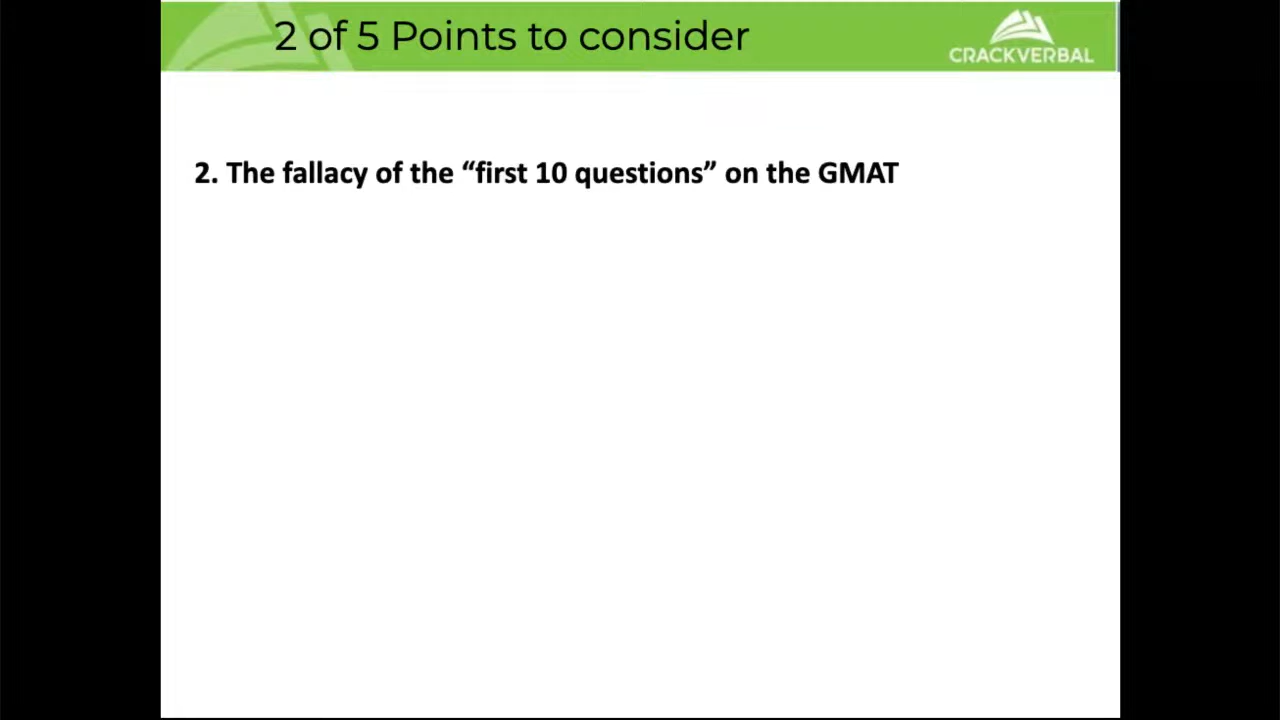 2 of 5 Points to consider
CRACKVERBAL
2. The fallacy of the “first 10 questions” on the GMAT